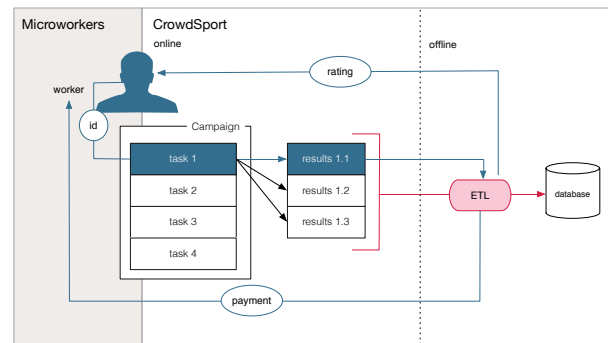 Microworkers
CrowdSport
online
offline
rating
worker
id
Campaign
task 1
results 1.1
task 2
results 1.2
ETL
database
task 3
results 1.3
task 4
payment